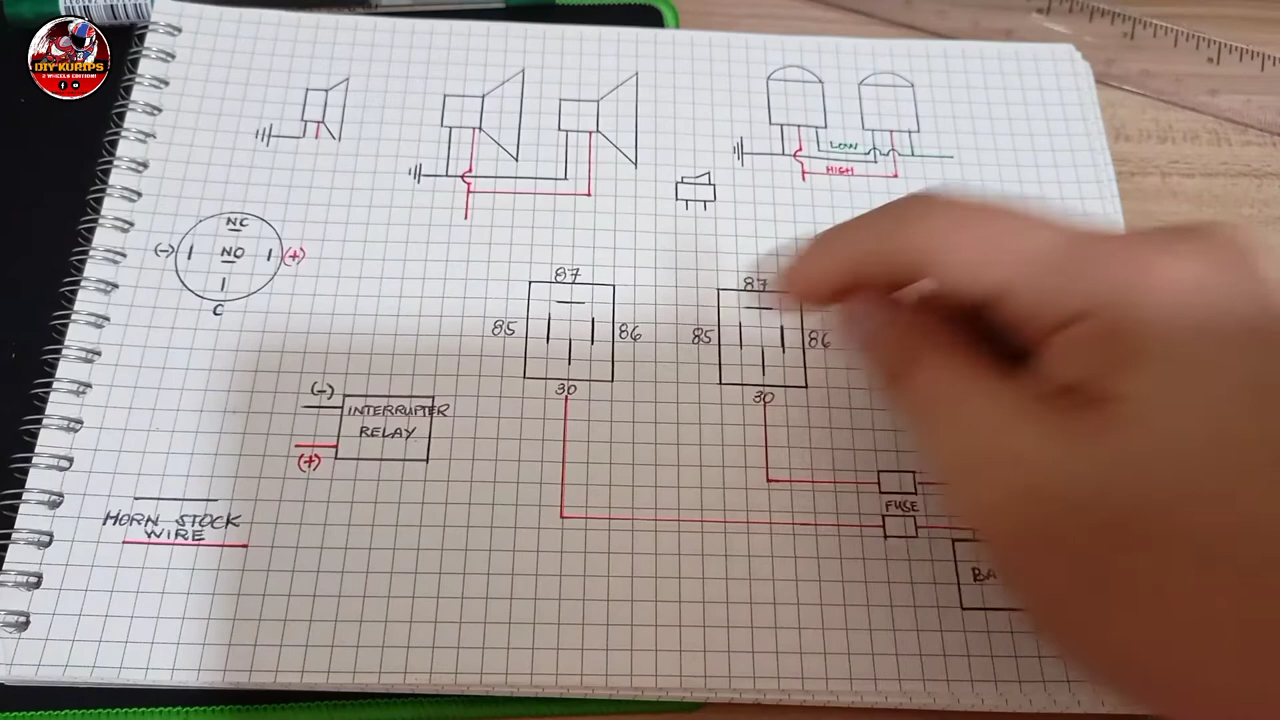 DIY KURIPS
2 WHEELS EDITION!
LOW
HIGH
NC
(-)
NO
(+)
C
87
85
86
30
87
85
86
30
(-)
INTERRUPTER
RELAY
(+)
FUSE
HORN STOCK
WIRE
BA